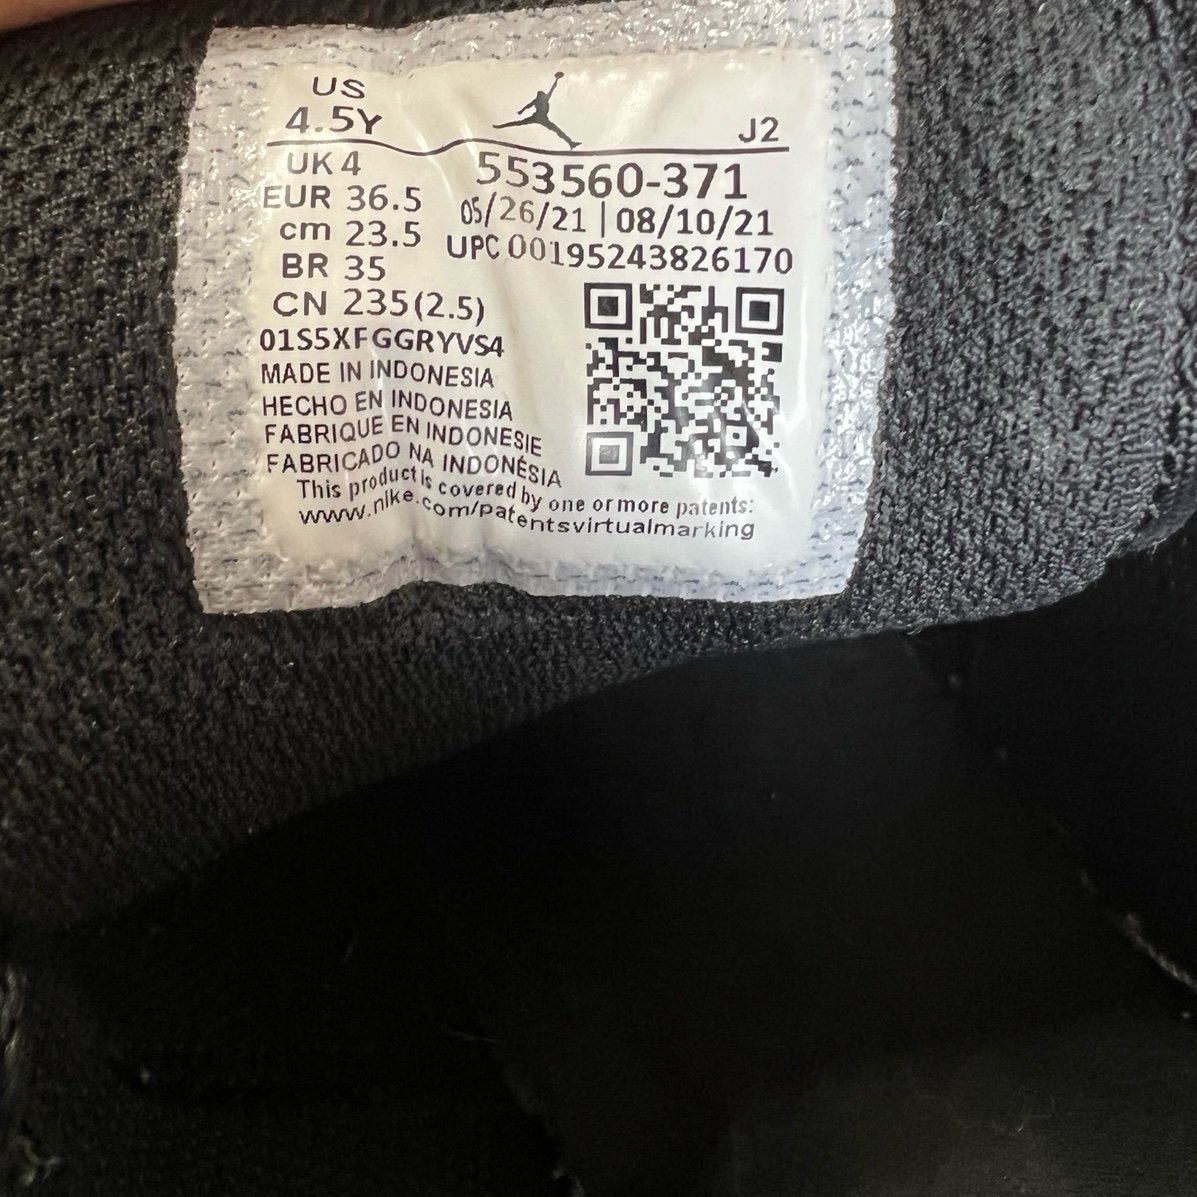 US
4.5Y
J2
UK 4
553560-371
EUR 36.5
05/26/21 | 08/10/21
cm 23.5
UPC 00195243826170
BR 35
CN 235(2.5)
01S5XFGGRYVS4
MADE IN INDONESIA
HECHO EN INDONESIA
FABRIQUE EN INDONESIE
FABRICADO NA INDONÉSIA
This product is covered by one or more patents:
www.nike.com/patentsvirtualmarking